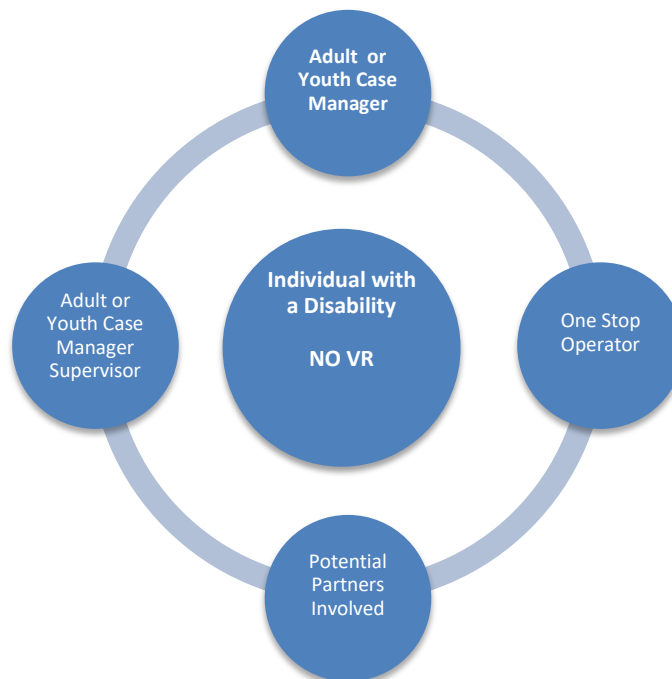 Adult or
Youth Case
Manager
Individual with
a Disability
NO VR
Adult or
Youth Case
Manager
Supervisor
One Stop
Operator
Potential
Partners
Involved